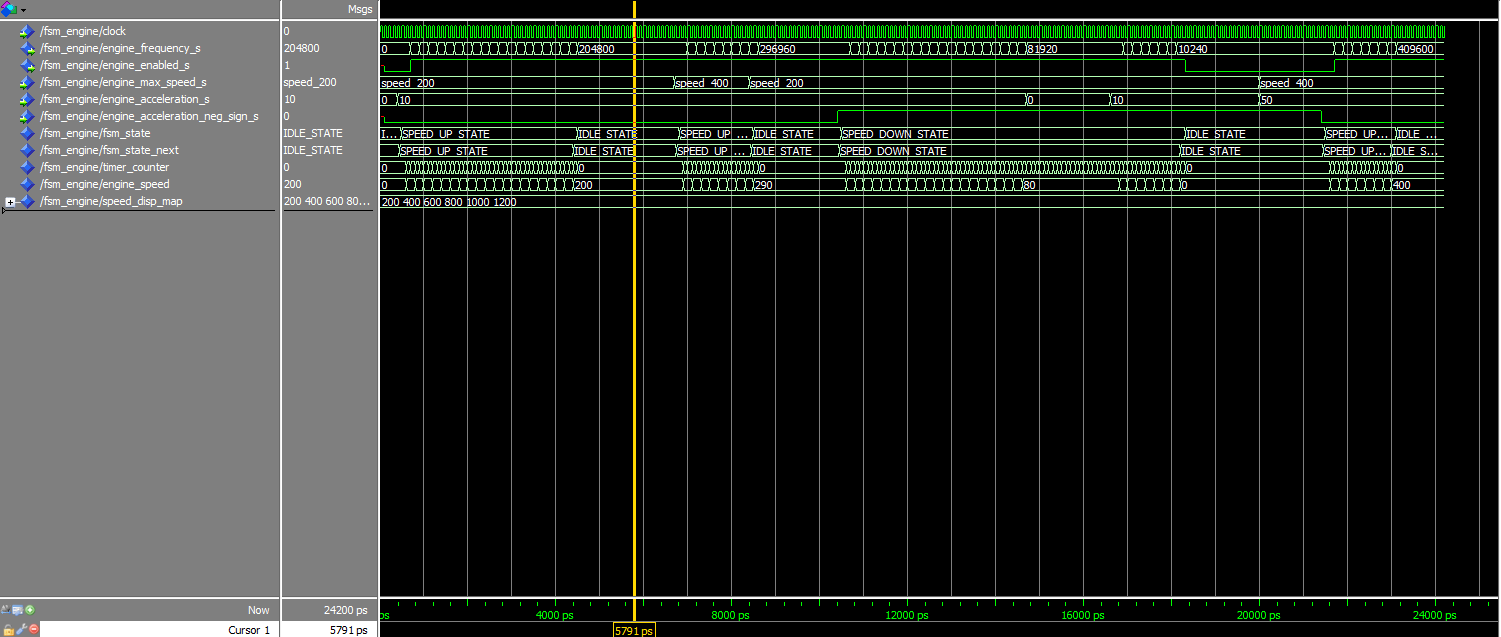 Msgs
/fsm_engine/clock 0
/fsm_engine/engine_frequency_s 204800 0 204800 296960 81920 10240 409600
/fsm_engine/engine_enabled_s 1
/fsm_engine/engine_max_speed_s speed_200 speed_200 speed_400 speed_200 speed_400
/fsm_engine/engine_acceleration_s 10 0 10 0 10 50
/fsm_engine/engine_acceleration_neg_sign_s 0
/fsm_engine/fsm_state IDLE_STATE I... SPEED_UP_STATE IDLE_STATE SPEED_UP_... IDLE_STATE SPEED_DOWN_STATE IDLE_STATE SPEED_UP... IDLE_...
/fsm_engine/fsm_state_next IDLE_STATE SPEED_UP_STATE IDLE_STATE SPEED_UP_... IDLE_STATE SPEED_DOWN_STATE IDLE_STATE SPEED_UP... IDLE_S...
/fsm_engine/timer_counter 0 0 0 0 0 0
/fsm_engine/engine_speed 200 0 200 290 80 0 400
/fsm_engine/speed_disp_map 200 400 600 80... 200 400 600 800 1000 1200
Now 24200 ps ps 4000 ps 8000 ps 12000 ps 16000 ps 20000 ps 24000 ps
Cursor 1 5791 ps 5791 ps